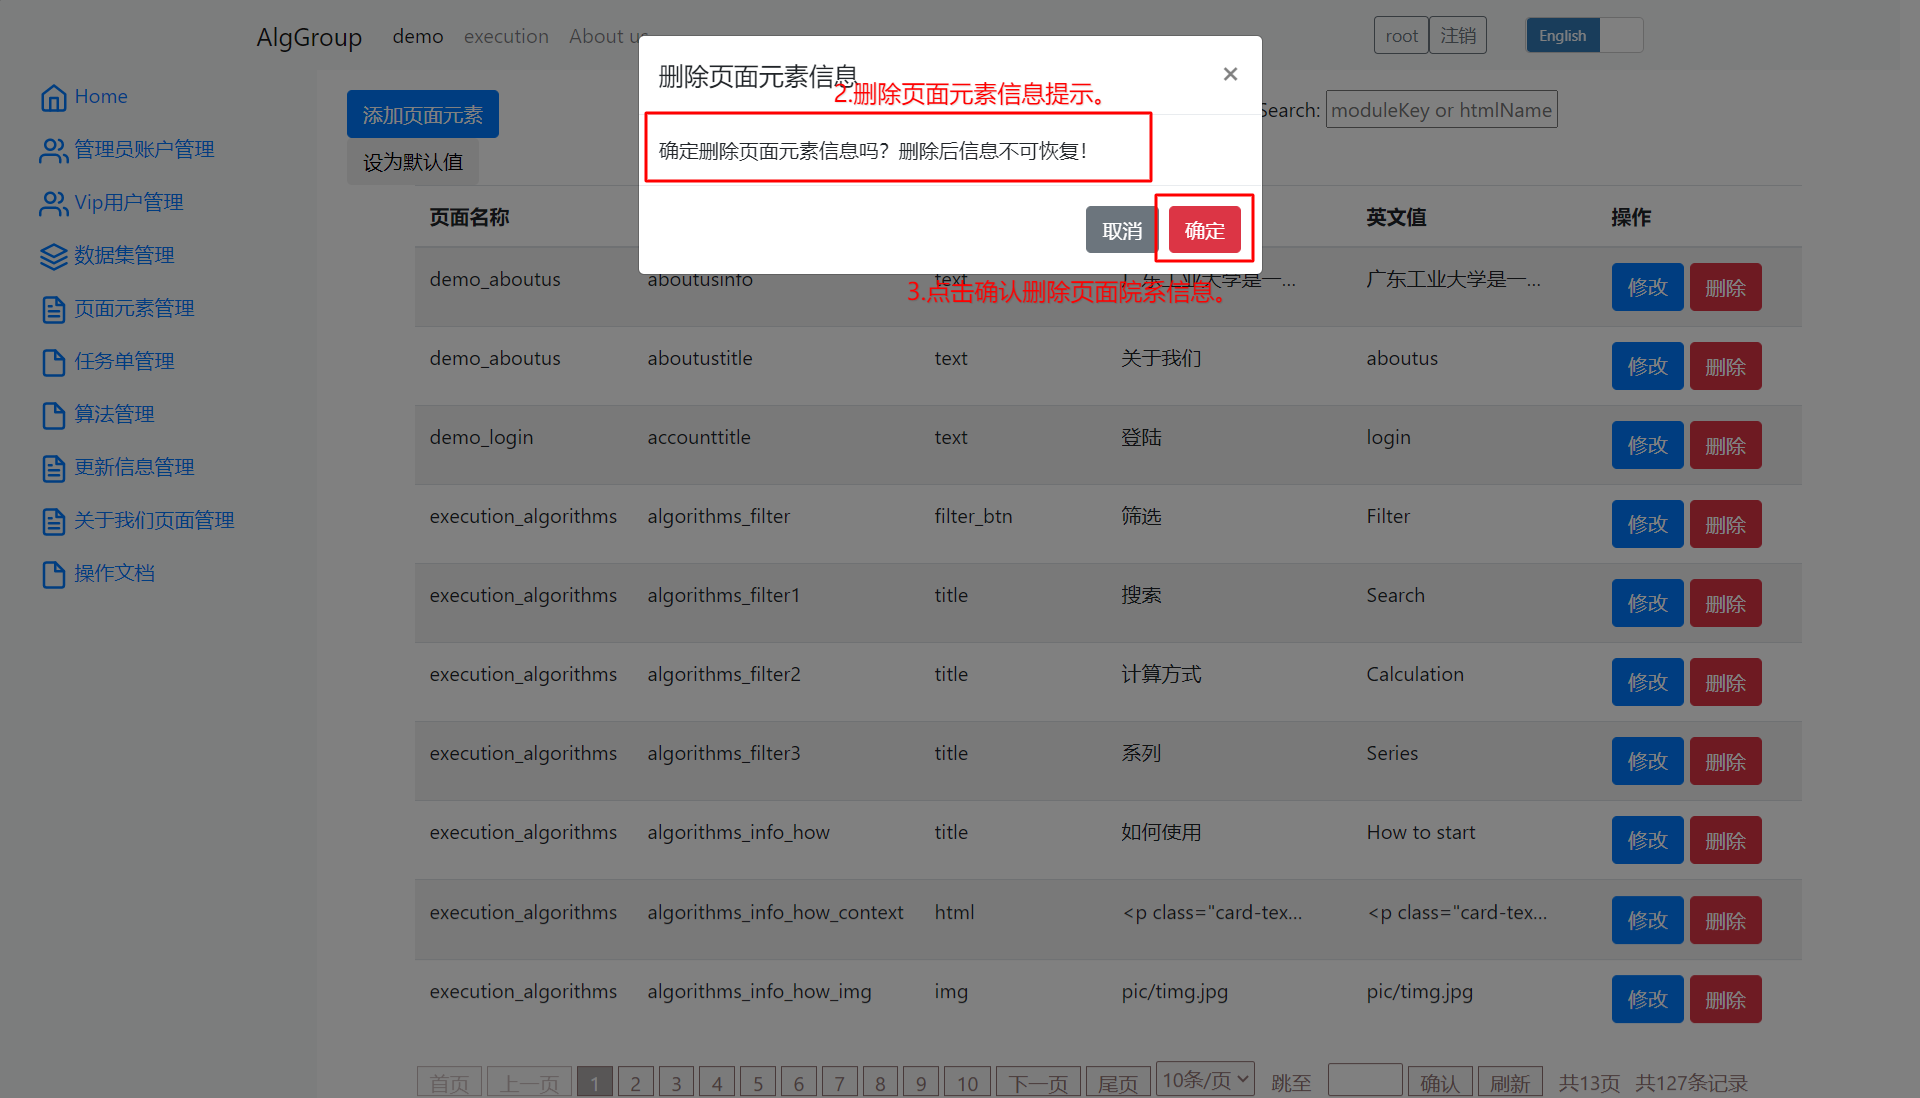 AlgGroup demo execution About us root 注销 English
Home
管理员账户管理
Vip用户管理
数据集管理
页面元素管理
任务单管理
算法管理
更新信息管理
关于我们页面管理
操作文档
删除页面元素信息 ×
2.删除页面元素信息提示。
确定删除页面元素信息吗？删除后信息不可恢复！
取消 确定
3.点击确认删除页面院系信息。
添加页面元素 Search: moduleKey or htmlName
设为默认值
页面名称 英文值 操作
demo_aboutus aboutusinfo text 广东工业大学是一... 广东工业大学是一... 修改 删除
demo_aboutus aboutustitle text 关于我们 aboutus 修改 删除
demo_login accounttitle text 登陆 login 修改 删除
execution_algorithms algorithms_filter filter_btn 筛选 Filter 修改 删除
execution_algorithms algorithms_filter1 title 搜索 Search 修改 删除
execution_algorithms algorithms_filter2 title 计算方式 Calculation 修改 删除
execution_algorithms algorithms_filter3 title 系列 Series 修改 删除
execution_algorithms algorithms_info_how title 如何使用 How to start 修改 删除
execution_algorithms algorithms_info_how_context html <p class="card-tex... <p class="card-tex... 修改 删除
execution_algorithms algorithms_info_how_img img pic/timg.jpg pic/timg.jpg 修改 删除
首页 上一页 1 2 3 4 5 6 7 8 9 10 下一页 尾页 10条/页 跳至 确认 刷新 共13页 共127条记录